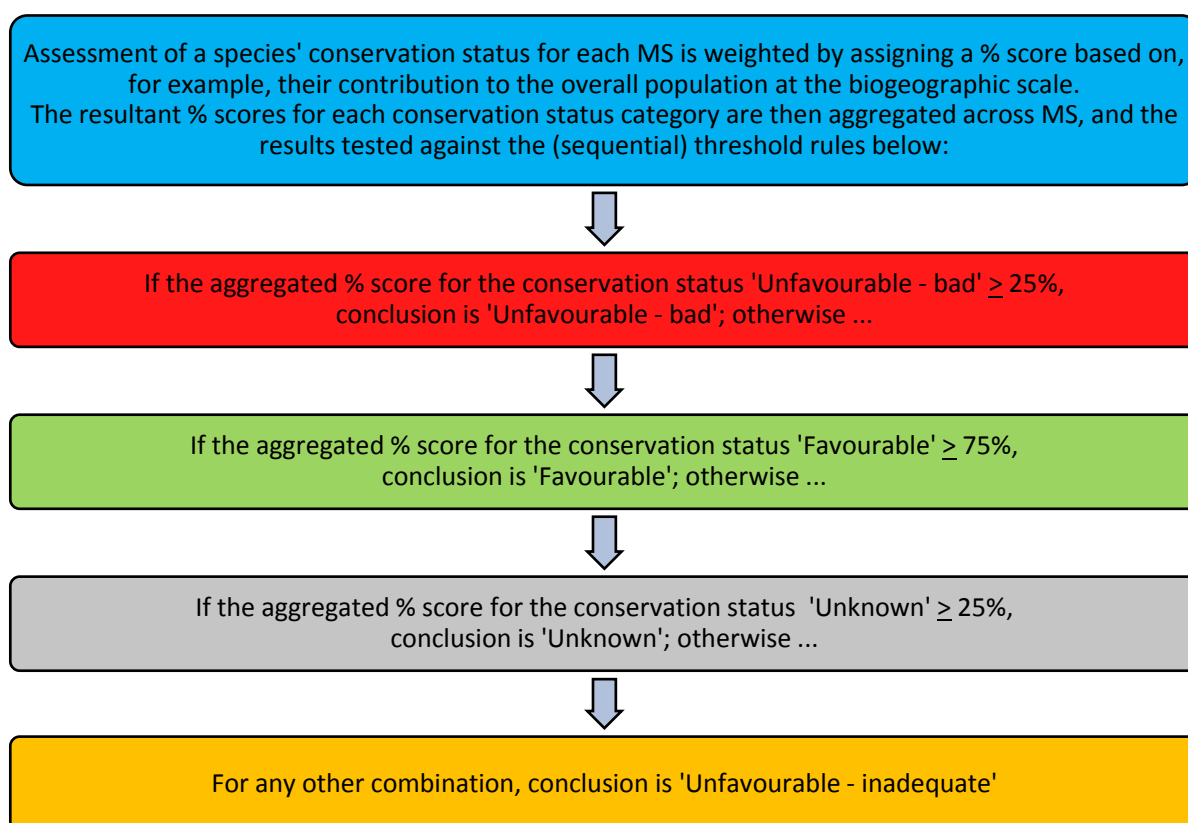 Assessment of a species' conservation status for each MS is weighted by assigning a % score based on,
for example, their contribution to the overall population at the biogeographic scale.
The resultant % scores for each conservation status category are then aggregated across MS, and the
results tested against the (sequential) threshold rules below:
If the aggregated % score for the conservation status 'Unfavourable - bad' ≥ 25%,
conclusion is 'Unfavourable - bad'; otherwise ...
If the aggregated % score for the conservation status 'Favourable' ≥ 75%,
conclusion is 'Favourable'; otherwise ...
If the aggregated % score for the conservation status 'Unknown' ≥ 25%,
conclusion is 'Unknown'; otherwise ...
For any other combination, conclusion is 'Unfavourable - inadequate'